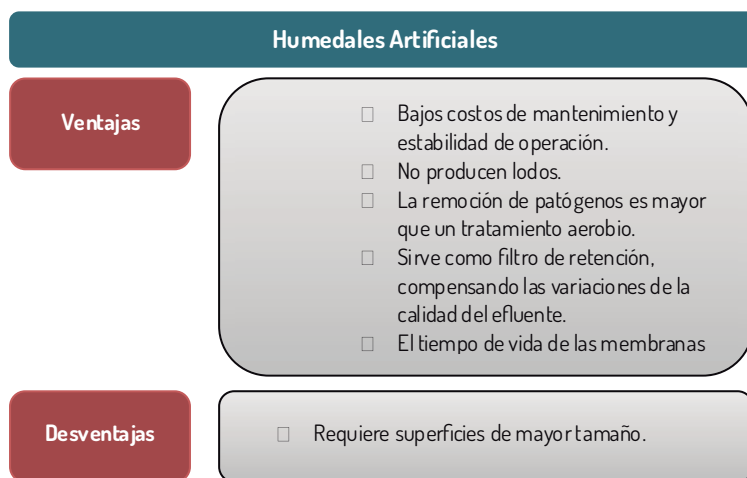 Humedales Artificiales
Ventajas
Bajos costos de mantenimiento y
estabilidad de operación.
No producen lodos.
La remoción de patógenos es mayor
que un tratamiento aerobio.
Sirve como filtro de retención,
compensando las variaciones de la
calidad del efluente.
El tiempo de vida de las membranas
Desventajas
Requiere superficies de mayor tamaño.